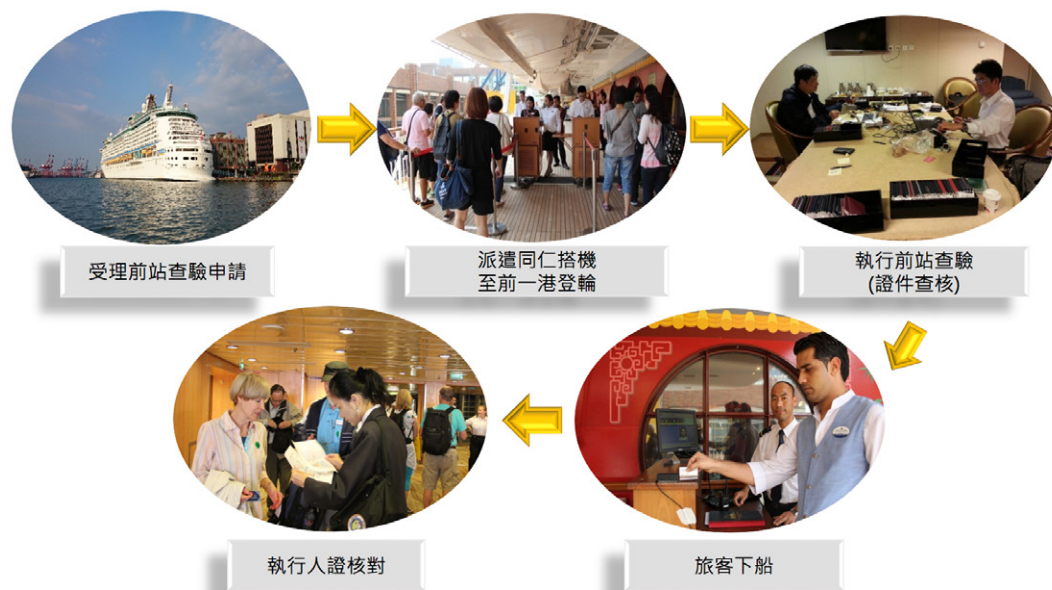 受理前站查驗申請
派遣同仁搭機
至前一港登輪
執行前站查驗
(證件查核)
旅客下船
執行人證核對